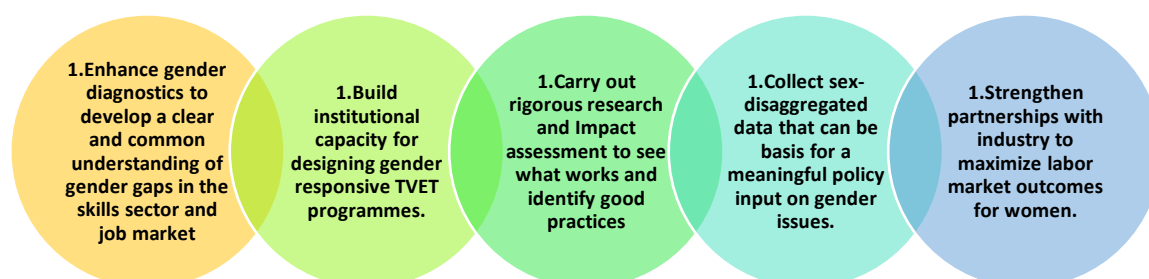 1.Enhance gender
diagnostics to
develop a clear
and common
understanding of
gender gaps in the
skills sector and
job market
1.Build
institutional
capacity for
designing gender
responsive TVET
programmes.
1.Carry out
rigorous research
and Impact
assessment to see
what works and
identify good
practices
1.Collect sex-
disaggregated
data that can be
basis for a
meaningful policy
input on gender
issues.
1.Strengthen
partnerships with
industry to
maximize labor
market outcomes
for women.